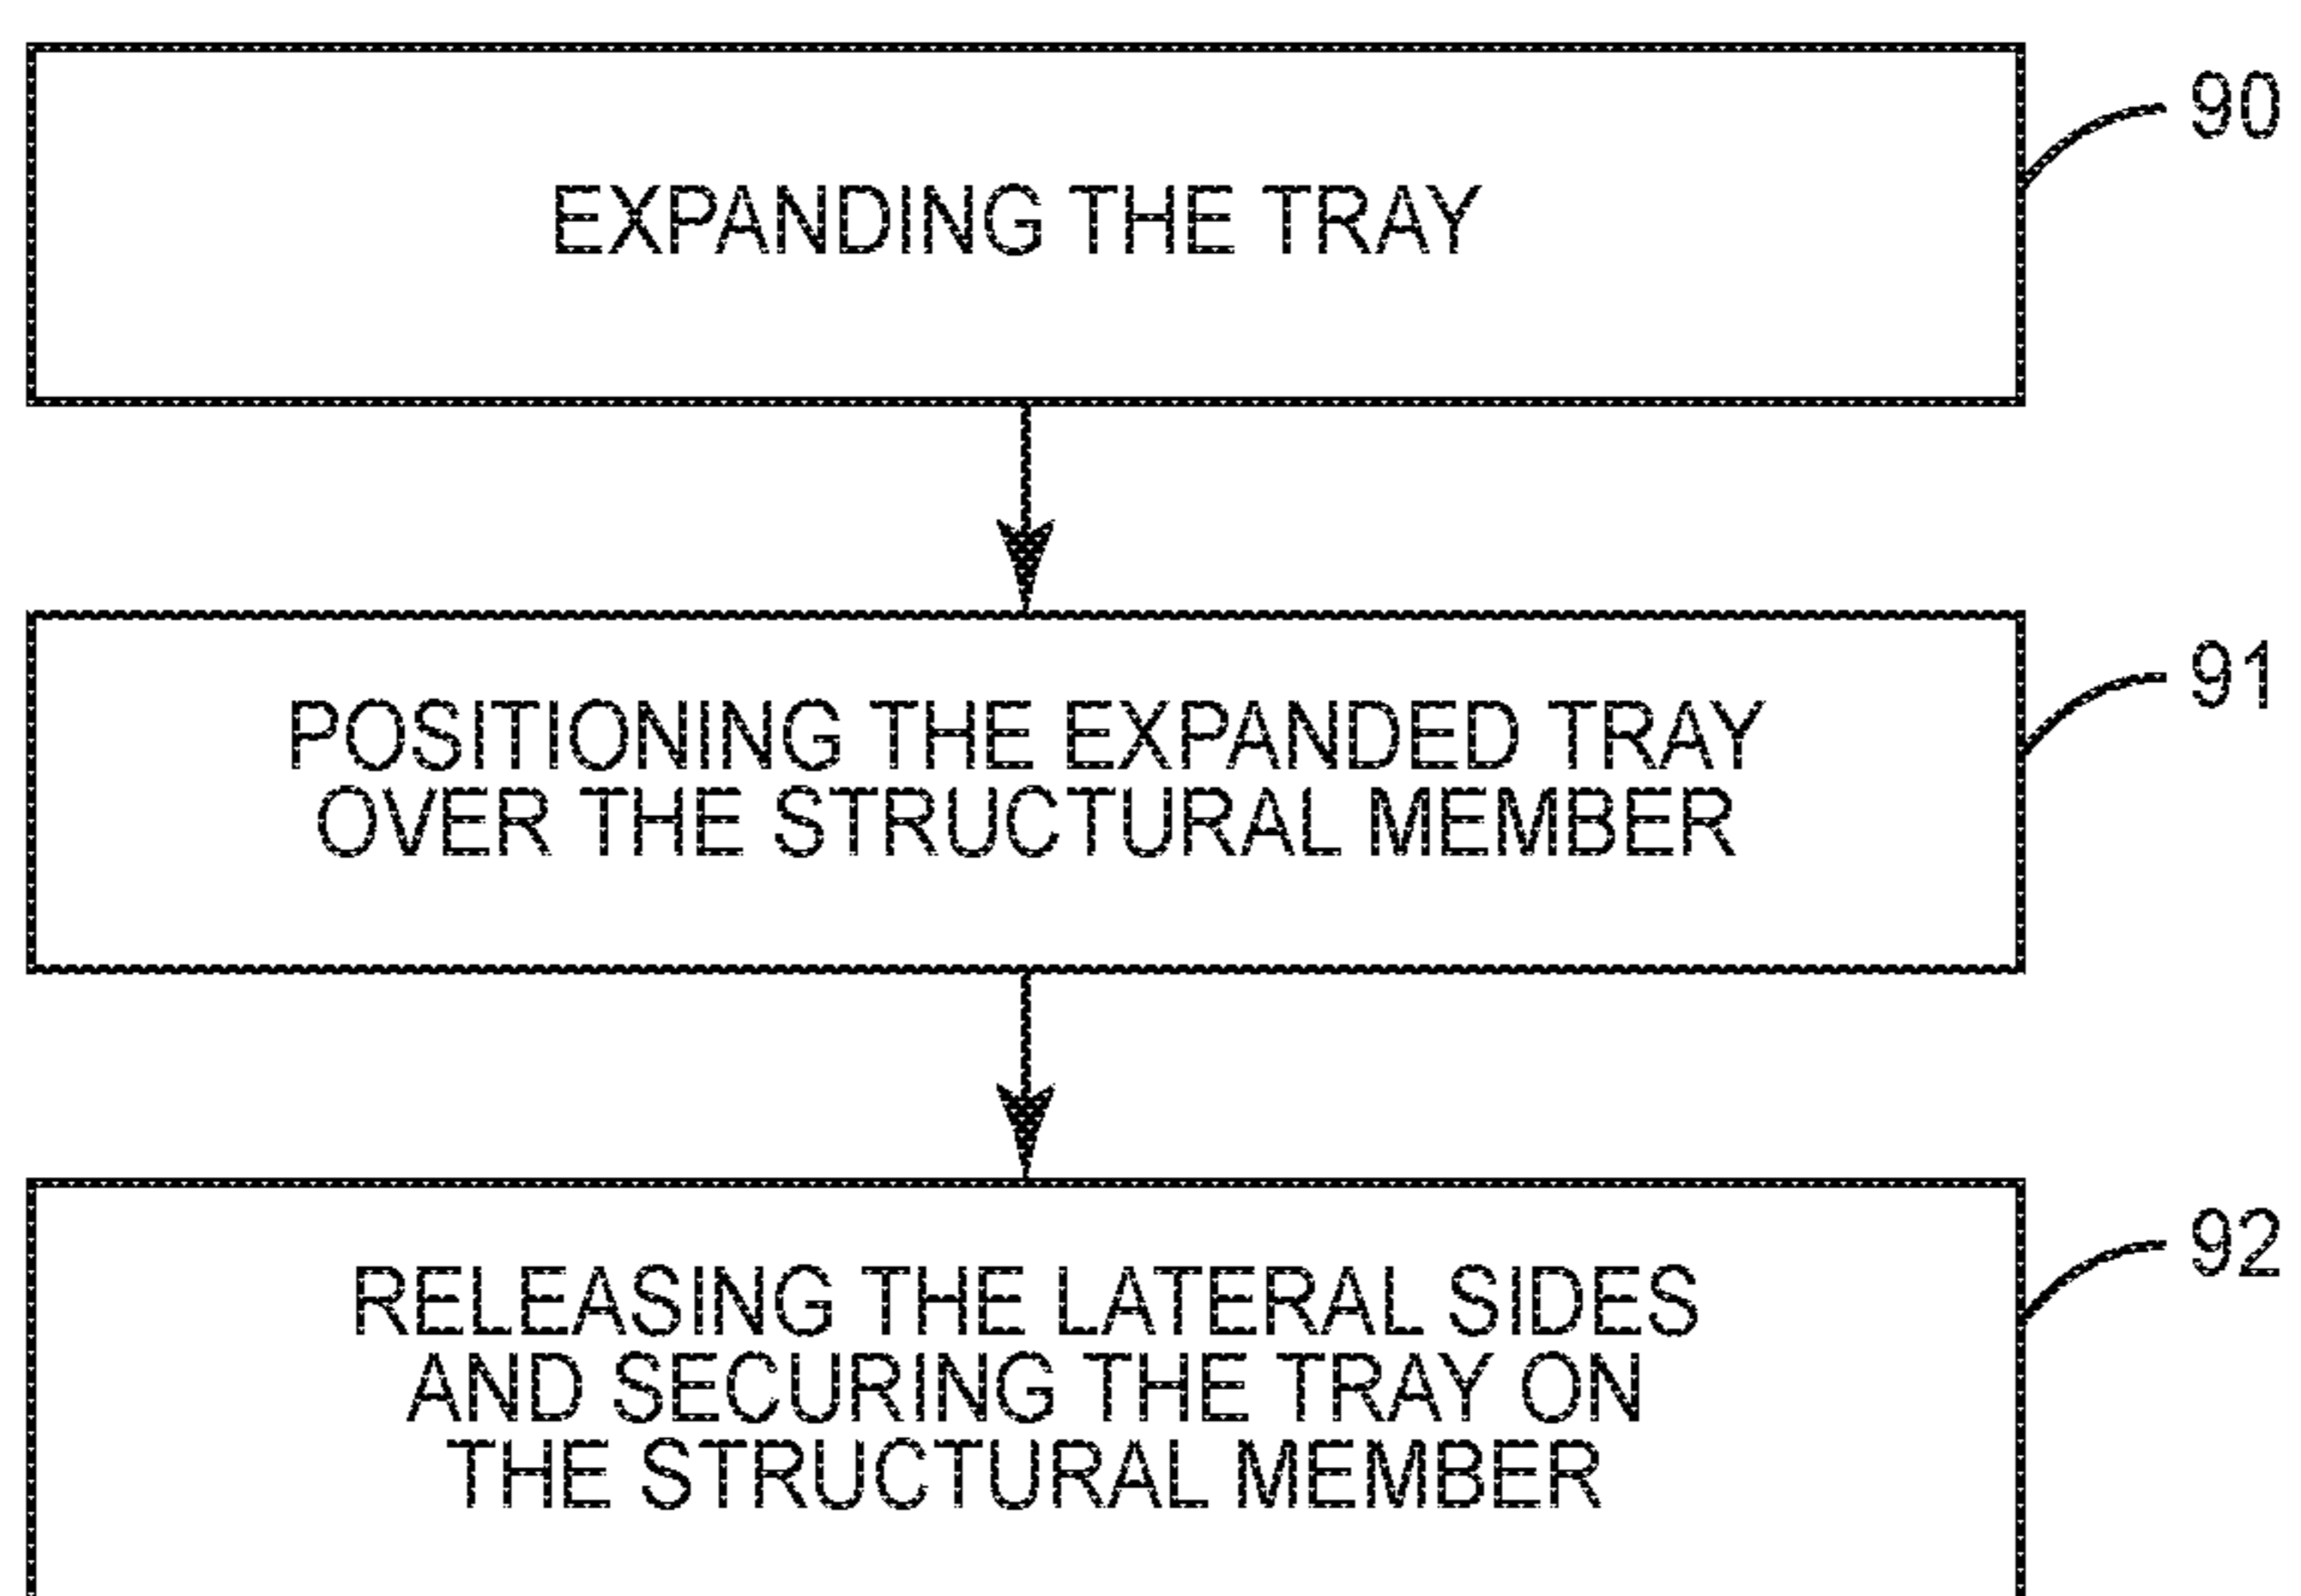 90
EXPANDING THE TRAY
91
POSITIONING THE EXPANDED TRAY
OVER THE STRUCTURAL MEMBER
92
RELEASING THE LATERAL SIDES
AND SECURING THE TRAY ON
THE STRUCTURAL MEMBER